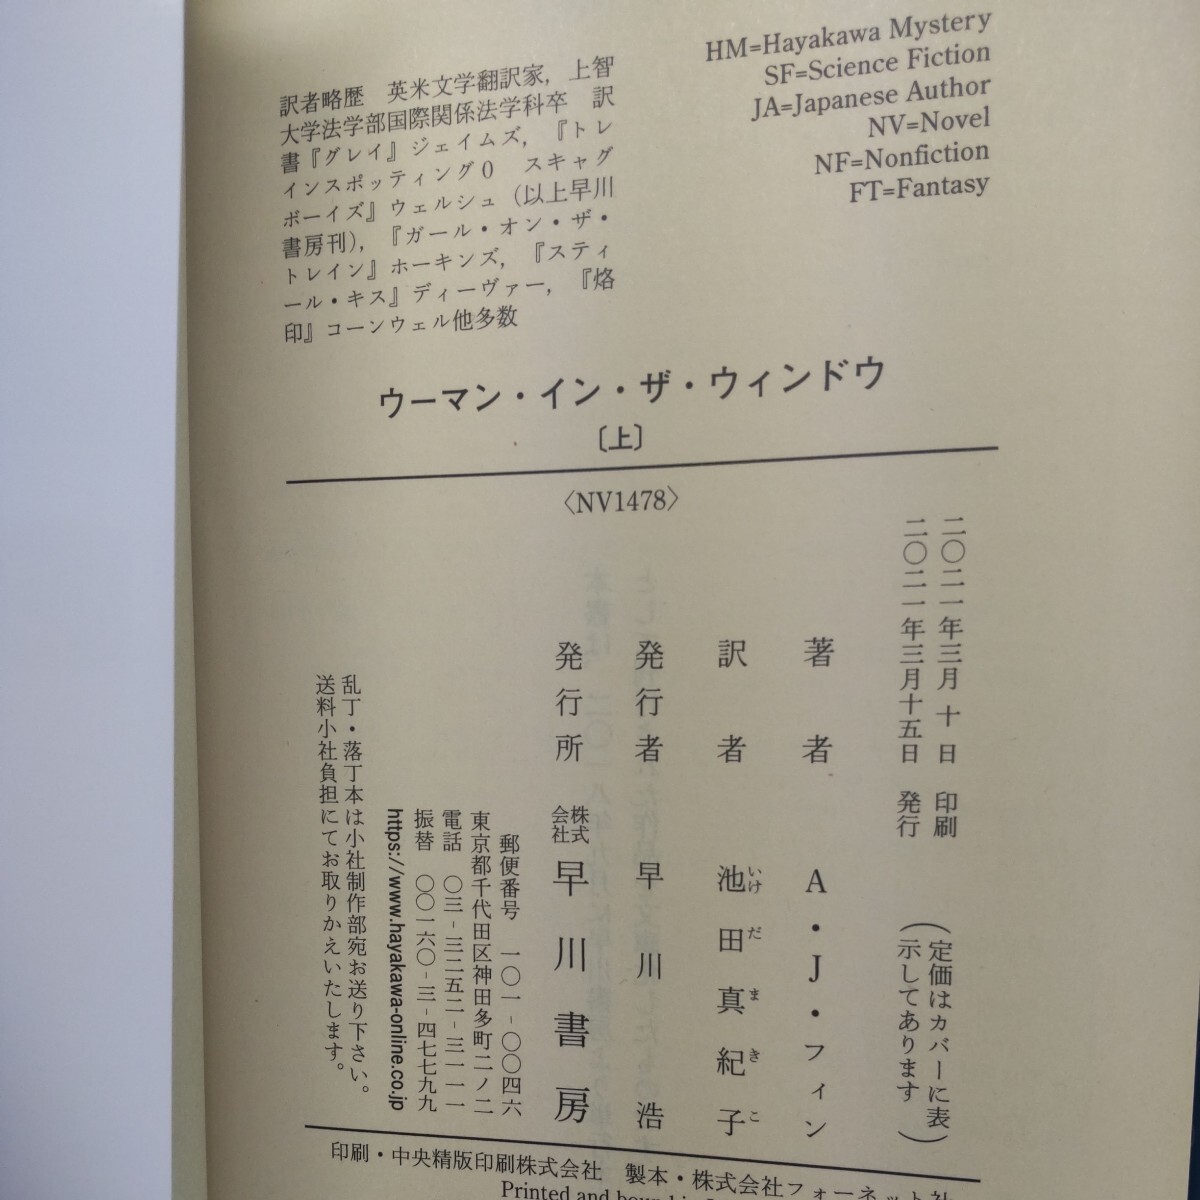 HM=Hayakawa Mystery
SF=Science Fiction
JA=Japanese Author
NV=Novel
NF=Nonfiction
FT=Fantasy
訳者略歴　英米文学翻訳家，上智
大学法学部国際関係法学科卒　訳
書『グレイ』ジェイムズ，『トレ
インスポッティング0　スキャグ
ボーイズ』ウェルシュ（以上早川
書房刊），『ガール・オン・ザ・
トレイン』ホーキンズ，『スティ
ール・キス』ディーヴァー，『烙
印』コーンウェル他多数
ウーマン・イン・ザ・ウィンドウ
〔上〕
〈NV1478〉
二〇二一年三月　十　日　印刷
二〇二一年三月十五日　発行
（定価はカバーに表
示してあります）
著　者　A・J・フィン
訳　者　池田真紀子
いけだまきこ
発行者　早川　浩
発行所　株式会社　早川書房
郵便番号　一〇一-〇〇四六
東京都千代田区神田多町二ノ二
電話　〇三-三二五二-三一一一
振替　〇〇一六〇-三-四七七九九
https://www.hayakawa-online.co.jp
乱丁・落丁本は小社制作部宛お送り下さい。
送料小社負担にてお取りかえいたします。
印刷・中央精版印刷株式会社　製本・株式会社フォーネット社
Printed and bound in